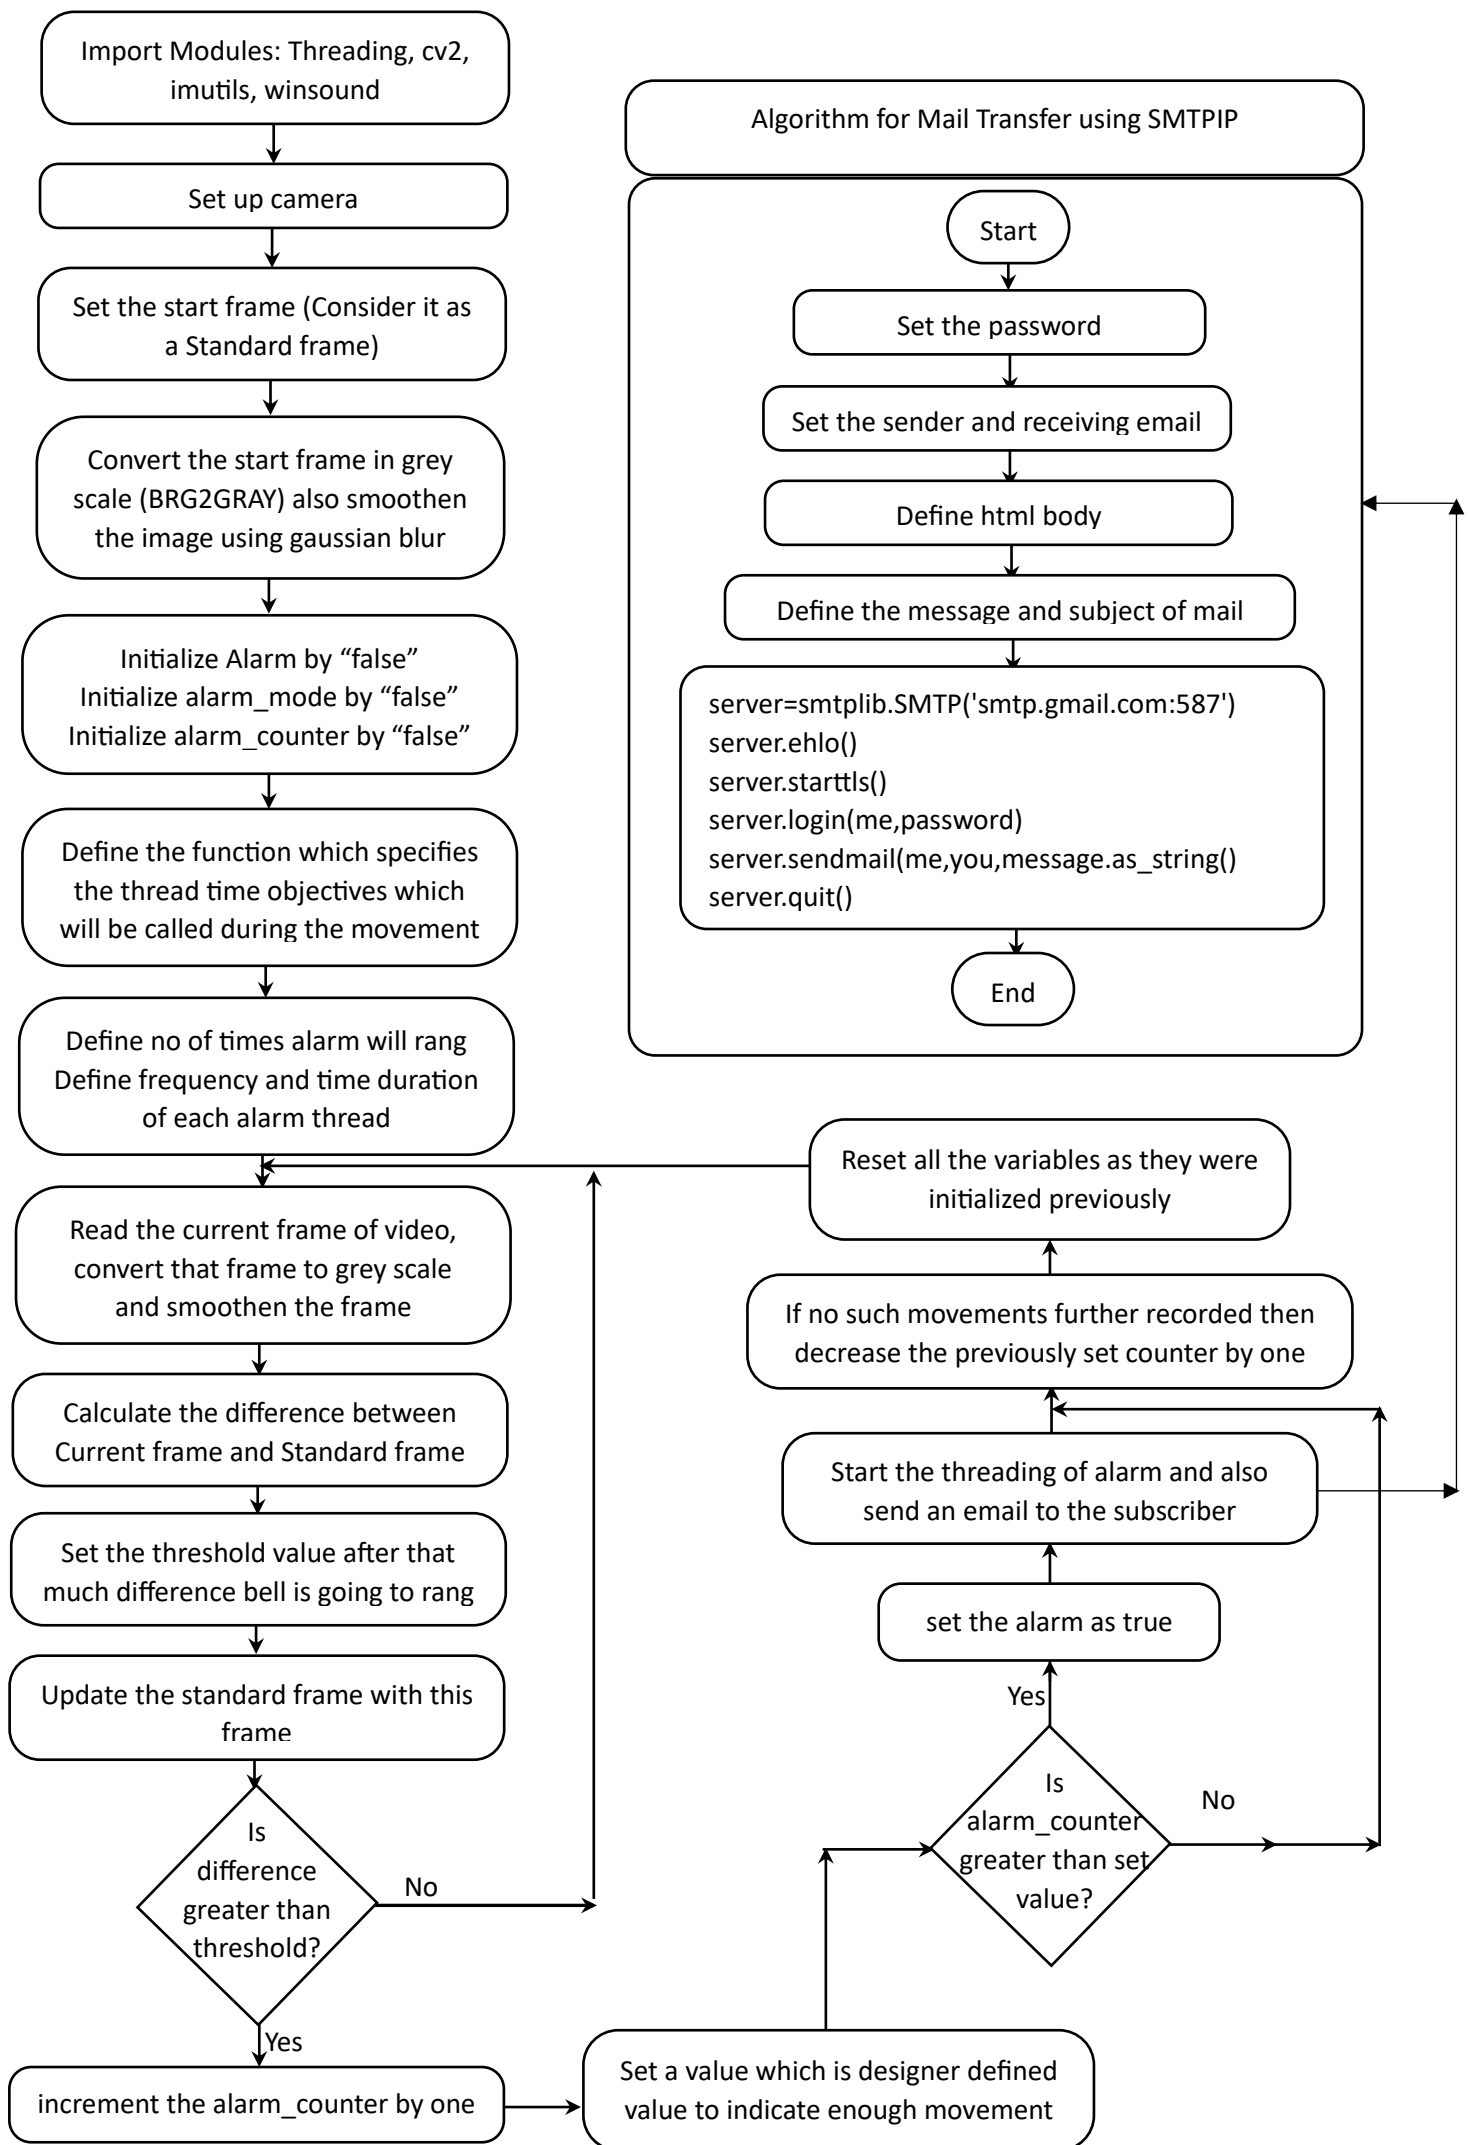 Import Modules: Threading, cv2,
imutils, winsound
Set up camera
Set the start frame (Consider it as
a Standard frame)
Convert the start frame in grey
scale (BRG2GRAY) also smoothen
the image using gaussian blur
Initialize Alarm by “false”
Initialize alarm_mode by “false”
Initialize alarm_counter by “false”
Define the function which specifies
the thread time objectives which
will be called during the movement
Define no of times alarm will rang
Define frequency and time duration
of each alarm thread
Read the current frame of video,
convert that frame to grey scale
and smoothen the frame
Calculate the difference between
Current frame and Standard frame
Set the threshold value after that
much difference bell is going to rang
Update the standard frame with this
frame
Is
difference
greater than
threshold?
No
Yes
increment the alarm_counter by one
Set a value which is designer defined
value to indicate enough movement
Is
alarm_counter
greater than set
value?
No
Yes
set the alarm as true
Start the threading of alarm and also
send an email to the subscriber
If no such movements further recorded then
decrease the previously set counter by one
Reset all the variables as they were
initialized previously
Algorithm for Mail Transfer using SMTPIP
Start
Set the password
Set the sender and receiving email
Define html body
Define the message and subject of mail
server=smtplib.SMTP('smtp.gmail.com:587')
server.ehlo()
server.starttls()
server.login(me,password)
server.sendmail(me,you,message.as_string()
server.quit()
End